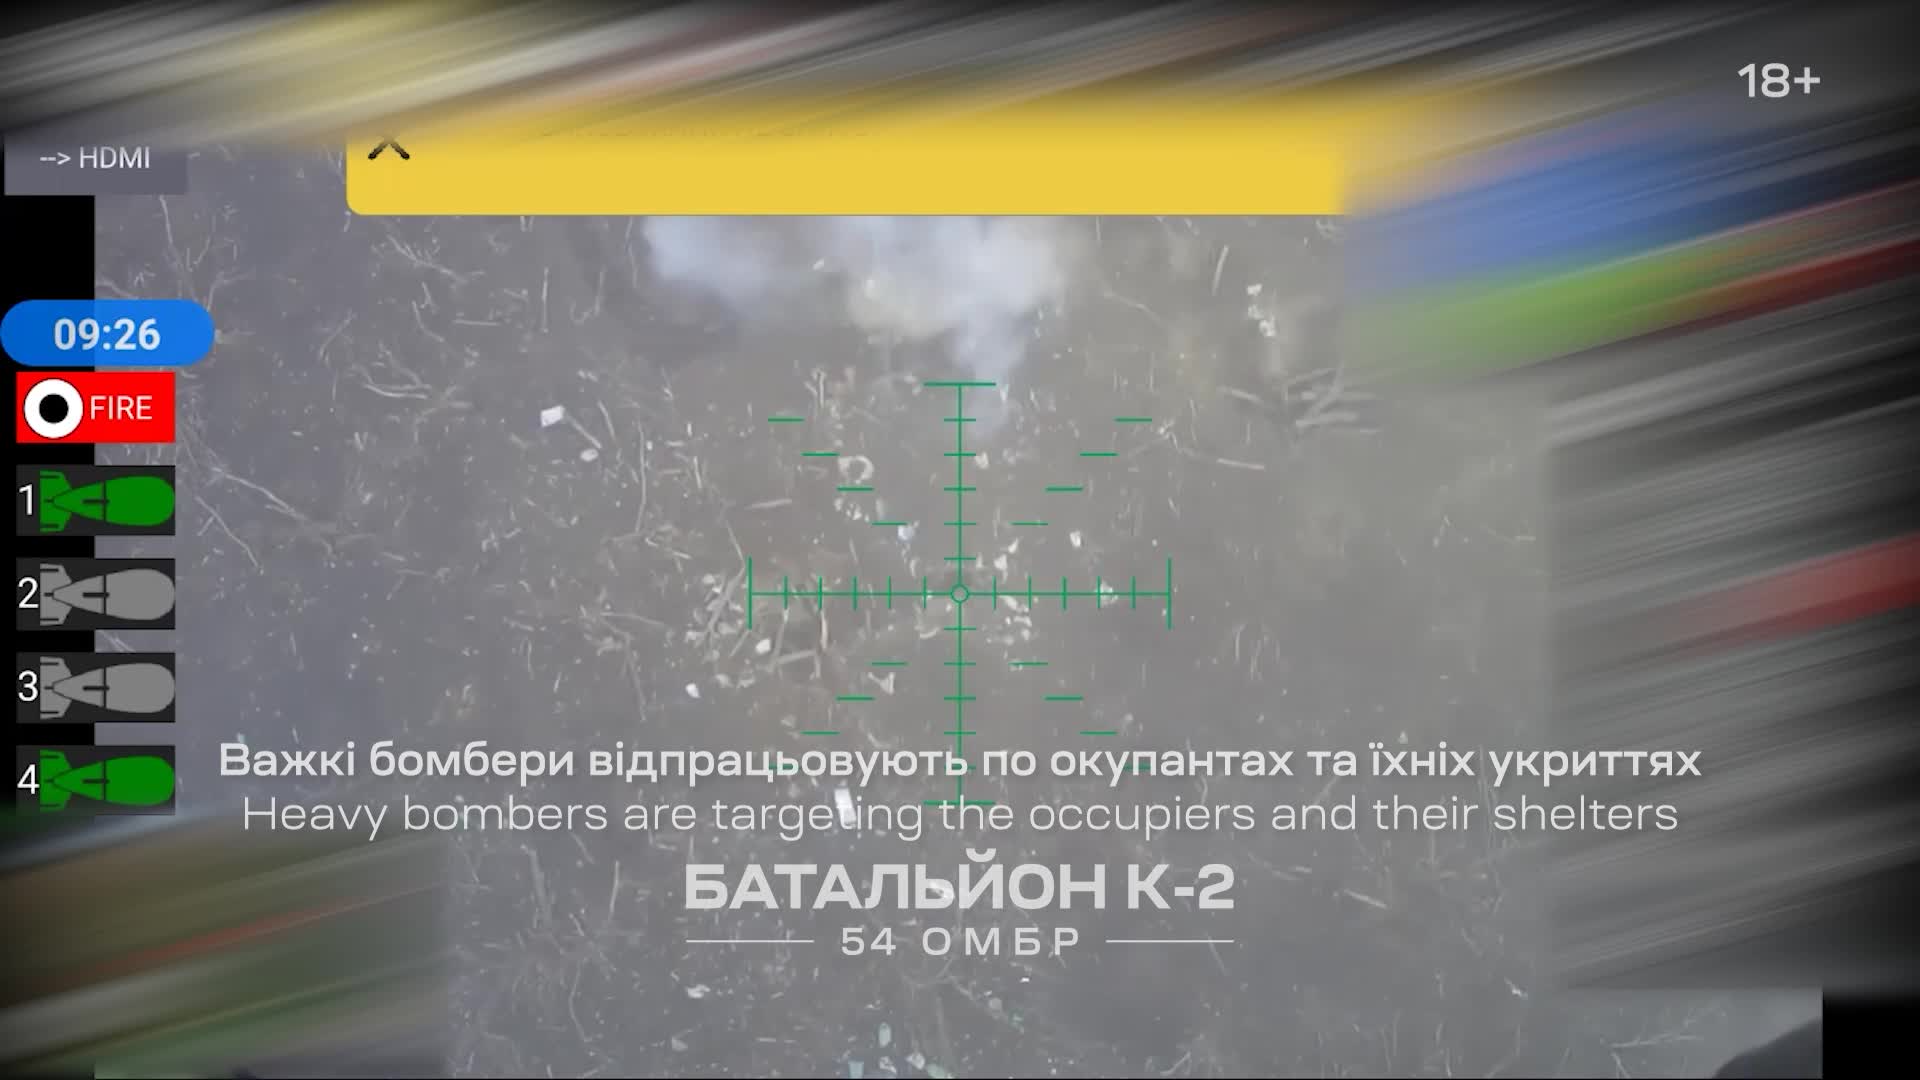 18+
--> HDMI
09:26
FIRE
1
2
3
4
Важкі бомбери відпрацьовують по окупантах та їхніх укриттях
Heavy bombers are targeting the occupiers and their shelters
БАТАЛЬЙОН К-2
54 ОМБР